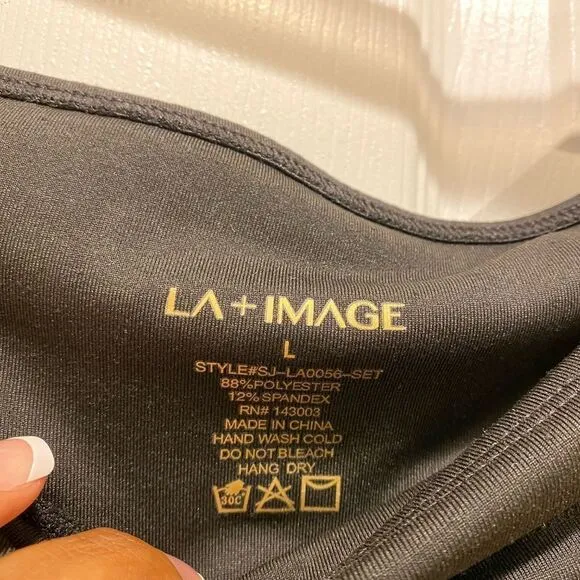 LA+IMAGE
L
STYLE#SJ-LA0056-SET
88%POLYESTER
12% SPANDEX
RN# 143003
MADE IN CHINA
HAND WASH COLD
DO NOT BLEACH
HANG DRY
30C